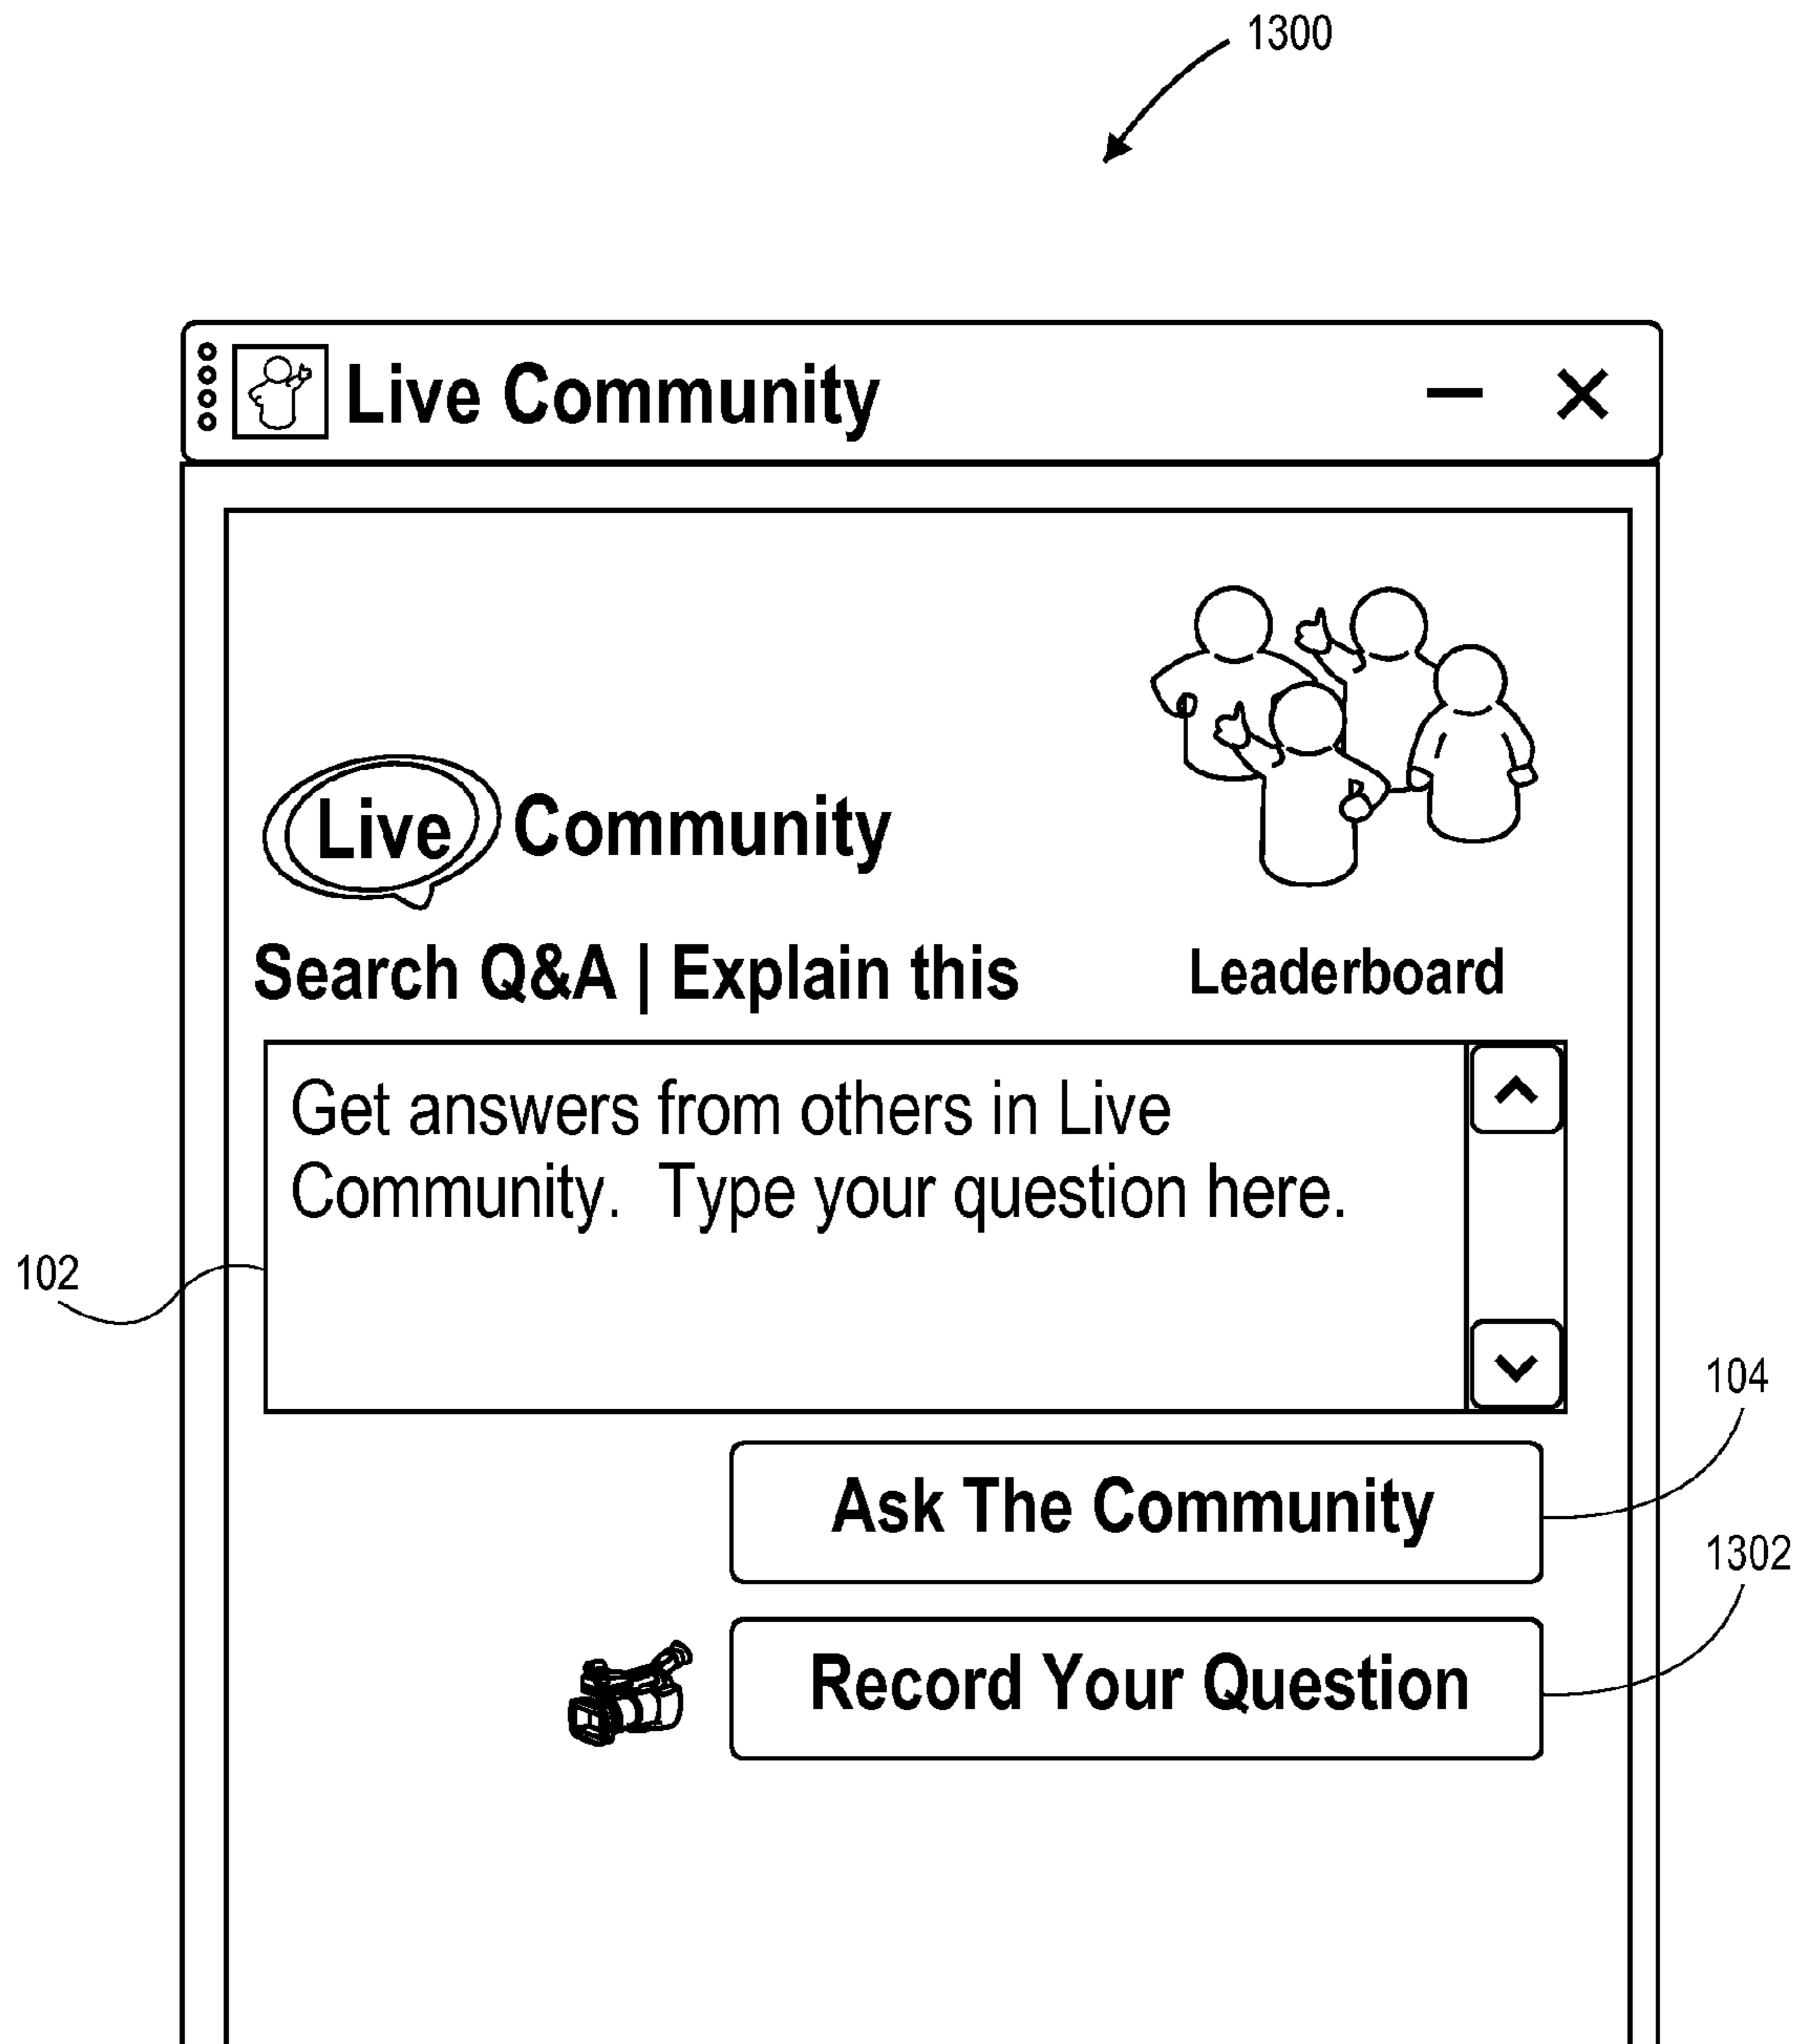 1300
Live Community
Live Community
Search Q&A | Explain this
Leaderboard
Get answers from others in Live
Community.  Type your question here.
102
104
Ask The Community
1302
Record Your Question